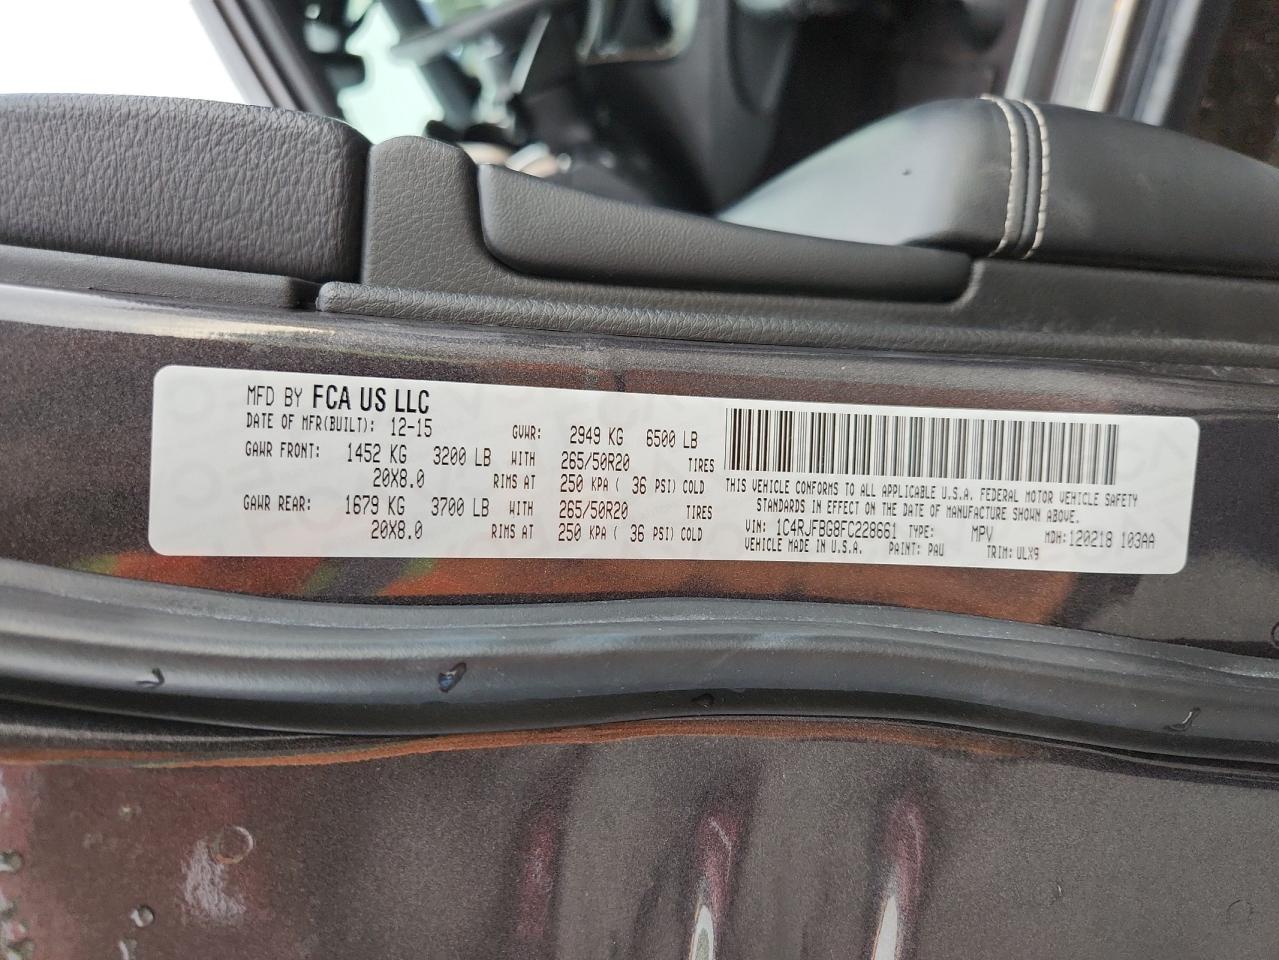 MFD BY FCA US LLC
DATE OF MFR(BUILT): 12-15 GVWR: 2949 KG 6500 LB
GAWR FRONT: 1452 KG 3200 LB WITH 265/50R20 TIRES
20X8.0 RIMS AT 250 KPA ( 36 PSI) COLD
GAWR REAR: 1679 KG 3700 LB WITH 265/50R20 TIRES
20X8.0 RIMS AT 250 KPA ( 36 PSI) COLD
THIS VEHICLE CONFORMS TO ALL APPLICABLE U.S.A. FEDERAL MOTOR VEHICLE SAFETY
STANDARDS IN EFFECT ON THE DATE OF MANUFACTURE SHOWN ABOVE.
VIN: 1C4RJFBG8FC228661 TYPE: MPV MDH: 120218 103AA
VEHICLE MADE IN U.S.A. PAINT: PAU TRIM: ULX9